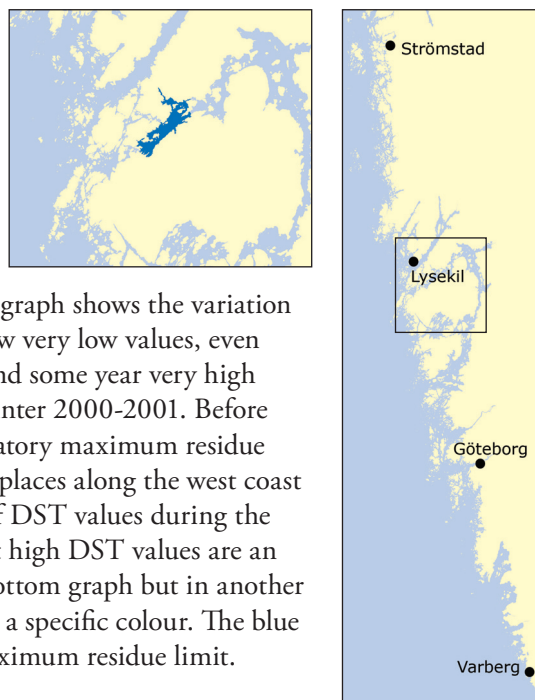 Strömstad
Lysekil
graph shows the variation
w very low values, even
nd some year very high
nter 2000-2001. Before
atory maximum residue
places along the west coast
f DST values during the
t high DST values are an
ottom graph but in another
a specific colour. The blue
ximum residue limit.
Göteborg
Varberg